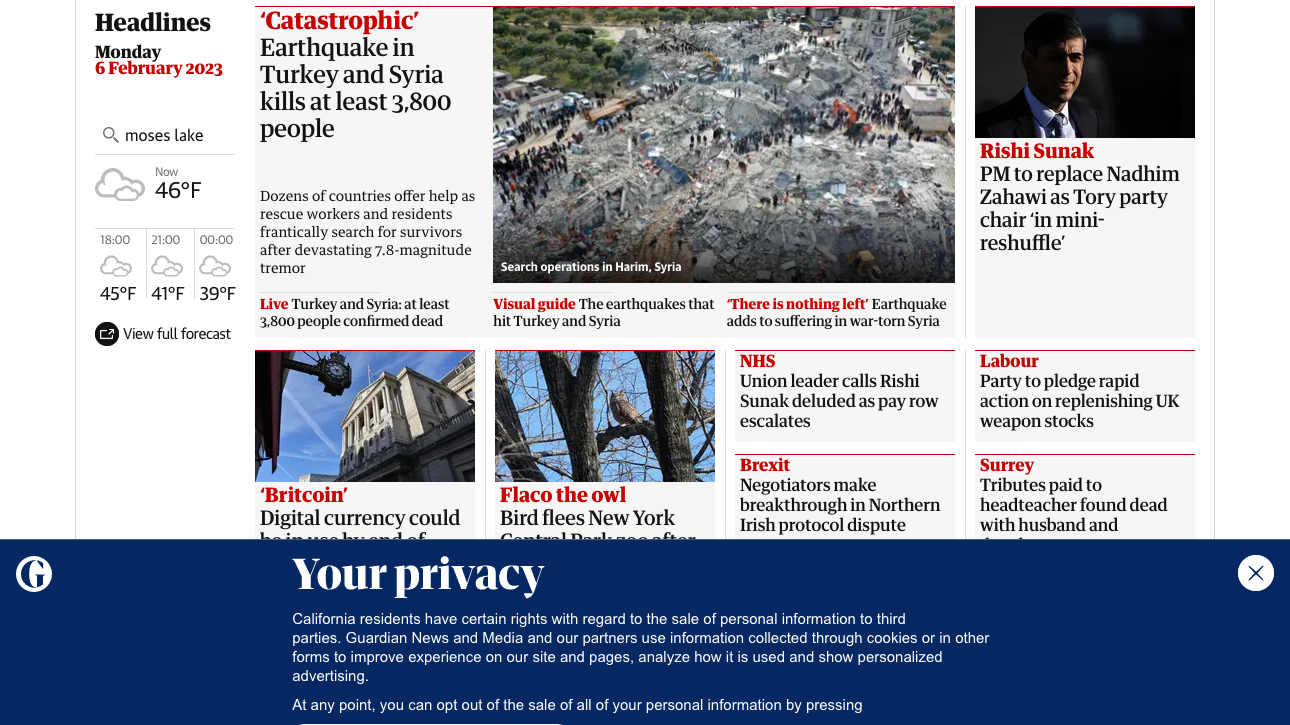 Headlines
Monday
6 February 2023
moses lake
Now
46°F
18:00
21:00
00:00
45°F
41°F
39°F
View full forecast
‘Catastrophic’
Earthquake in
Turkey and Syria
kills at least 3,800
people
Dozens of countries offer help as
rescue workers and residents
frantically search for survivors
after devastating 7.8-magnitude
tremor
Search operations in Harim, Syria
Live Turkey and Syria: at least
3,800 people confirmed dead
Visual guide The earthquakes that
hit Turkey and Syria
‘There is nothing left’ Earthquake
adds to suffering in war-torn Syria
Rishi Sunak
PM to replace Nadhim
Zahawi as Tory party
chair ‘in mini-
reshuffle’
‘Britcoin’
Digital currency could
be in use by end of
Flaco the owl
Bird flees New York
Central Park zoo after
NHS
Union leader calls Rishi
Sunak deluded as pay row
escalates
Brexit
Negotiators make
breakthrough in Northern
Irish protocol dispute
Labour
Party to pledge rapid
action on replenishing UK
weapon stocks
Surrey
Tributes paid to
headteacher found dead
with husband and
G
Your privacy
California residents have certain rights with regard to the sale of personal information to third
parties. Guardian News and Media and our partners use information collected through cookies or in other
forms to improve experience on our site and pages, analyze how it is used and show personalized
advertising.
At any point, you can opt out of the sale of all of your personal information by pressing